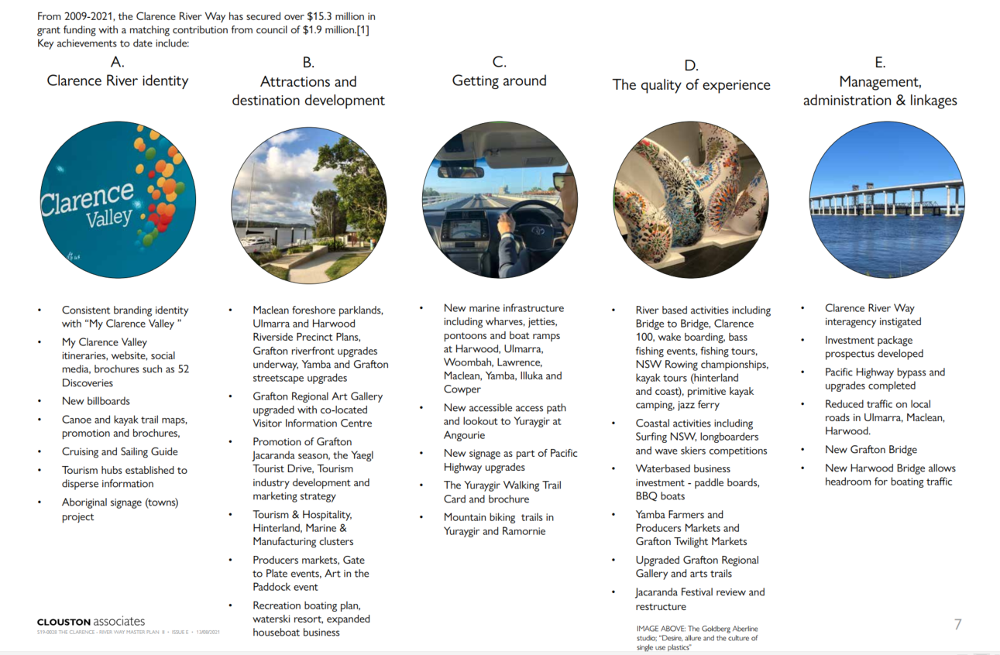 From 2009-2021, the Clarence River Way has secured over $15.3 million in
grant funding with a matching contribution from council of $1.9 million.[1]
Key achievements to date include:
A.
Clarence River identity
Clarence
Valley
• Consistent branding identity
with “My Clarence Valley ”
• My Clarence Valley
itineraries, website, social
media, brochures such as 52
Discoveries
• New billboards
• Canoe and kayak trail maps,
promotion and brochures,
• Cruising and Sailing Guide
• Tourism hubs established to
disperse information
• Aboriginal signage (towns)
project
B.
Attractions and
destination development
• Maclean foreshore parklands,
Ulmarra and Harwood
Riverside Precinct Plans,
Grafton riverfront upgrades
underway, Yamba and Grafton
streetscape upgrades
• Grafton Regional Art Gallery
upgraded with co-located
Visitor Information Centre
• Promotion of Grafton
Jacaranda season, the Yaegl
Tourist Drive, Tourism
industry development and
marketing strategy
• Tourism & Hospitality,
Hinterland, Marine &
Manufacturing clusters
• Producers markets, Gate
to Plate events, Art in the
Paddock event
• Recreation boating plan,
waterski resort, expanded
houseboat business
C.
Getting around
• New marine infrastructure
including wharves, jetties,
pontoons and boat ramps
at Harwood, Ulmarra,
Woombah, Lawrence,
Maclean, Yamba, Illuka and
Cowper
• New accessible access path
and lookout to Yuraygir at
Angourie
• New signage as part of Pacific
Highway upgrades
• The Yuraygir Walking Trail
Card and brochure
• Mountain biking trails in
Yuraygir and Ramornie
D.
The quality of experience
• River based activities including
Bridge to Bridge, Clarence
100, wake boarding, bass
fishing events, fishing tours,
NSW Rowing championships,
kayak tours (hinterland
and coast), primitive kayak
camping, jazz ferry
• Coastal activities including
Surfing NSW, longboarders
and wave skiers competitions
• Waterbased business
investment - paddle boards,
BBQ boats
• Yamba Farmers and
Producers Markets and
Grafton Twilight Markets
• Upgraded Grafton Regional
Gallery and arts trails
• Jacaranda Festival review and
restructure
IMAGE ABOVE: The Goldberg Aberline
studio; “Desire, allure and the culture of
single use plastics”
E.
Management,
administration & linkages
• Clarence River Way
interagency instigated
• Investment package
prospectus developed
• Pacific Highway bypass and
upgrades completed
• Reduced traffic on local
roads in Ulmarra, Maclean,
Harwood.
• New Grafton Bridge
• New Harwood Bridge allows
headroom for boating traffic
CLOUSTON associates
S19-0028 THE CLARENCE - RIVER WAY MASTER PLAN II • ISSUE E • 13/08/2021
7